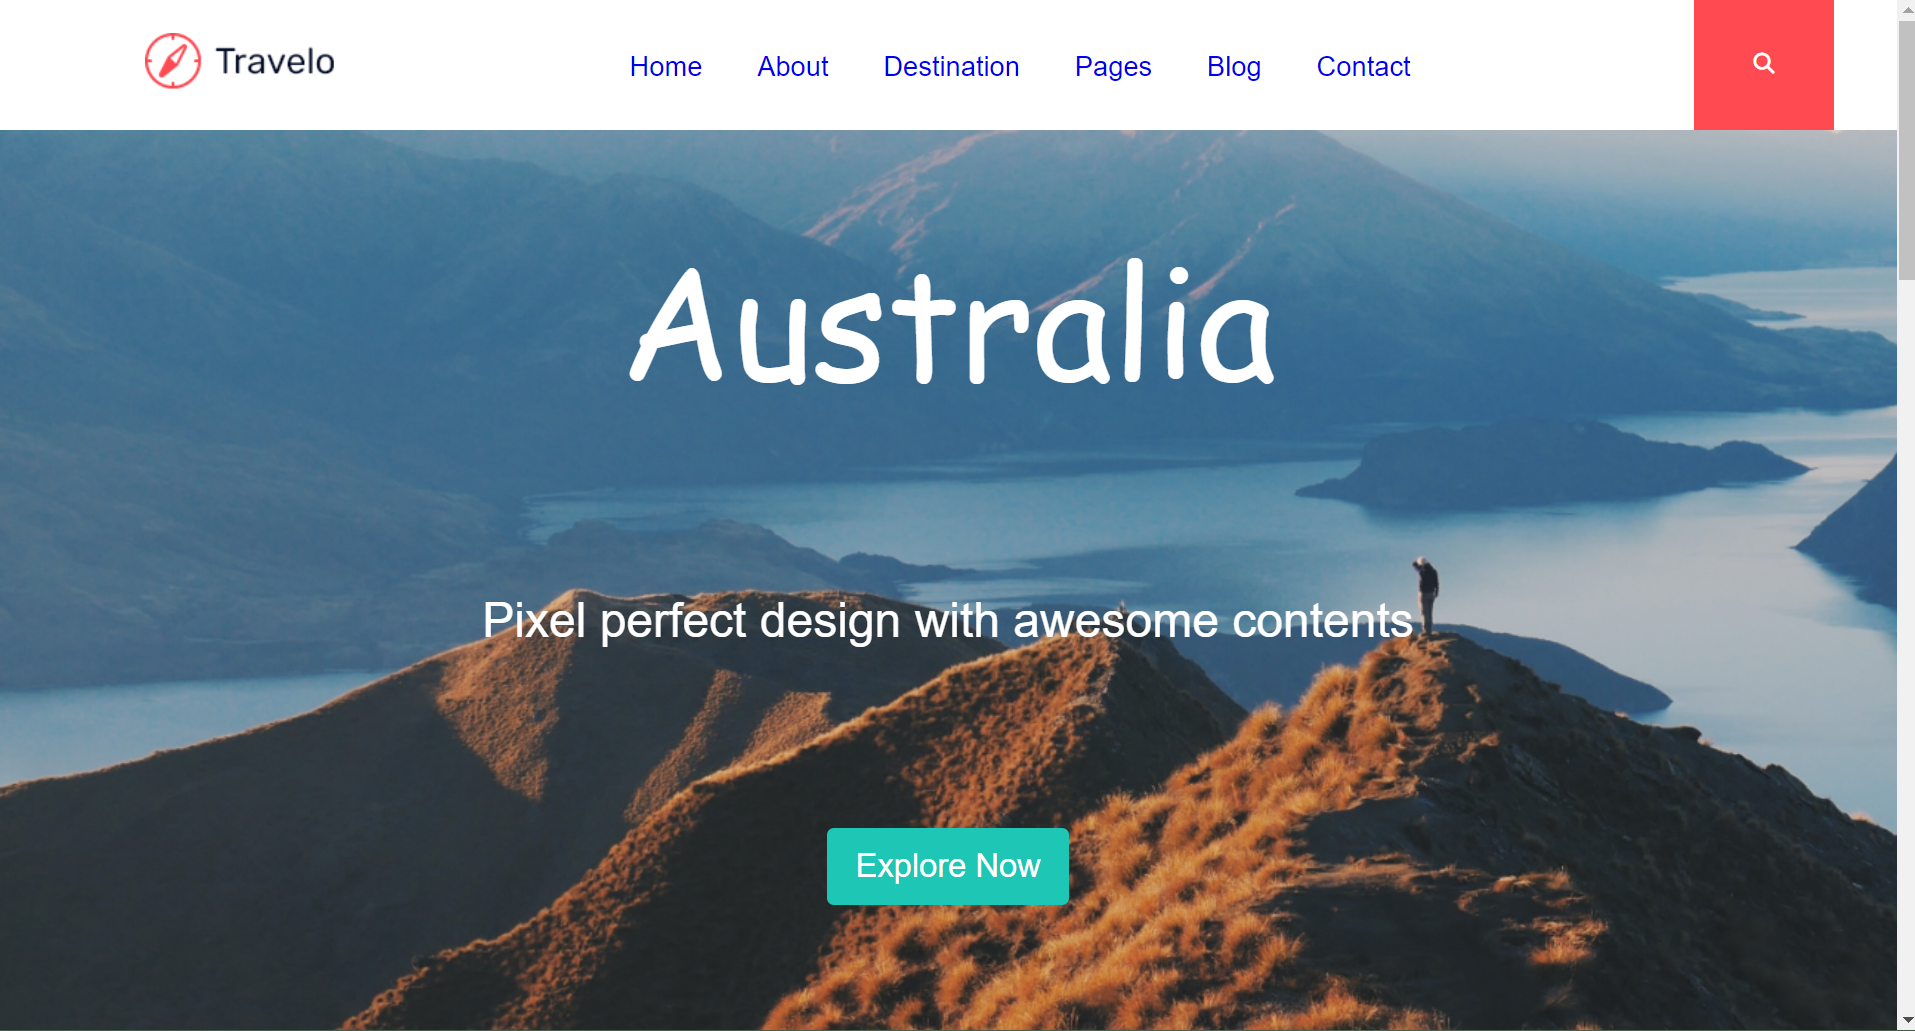 Travelo
Home About Destination Pages Blog Contact
Australia
Pixel perfect design with awesome contents
Explore Now